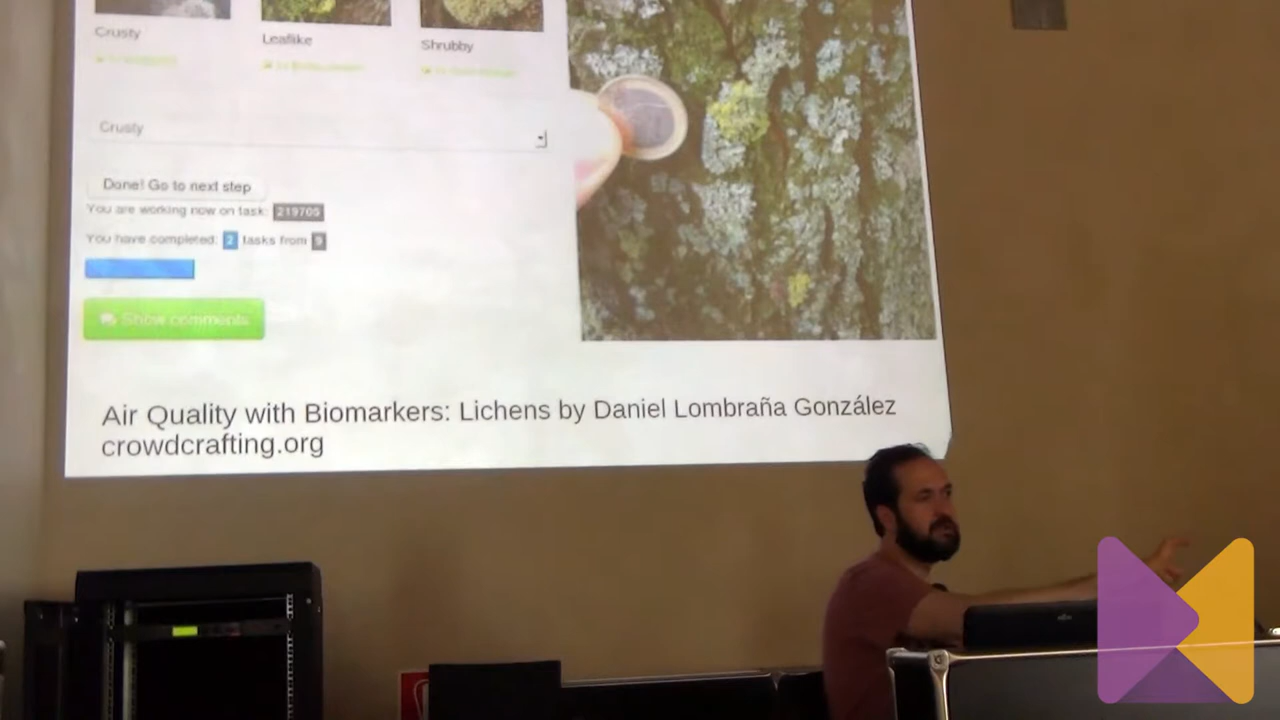 Crusty
Leaflike
Shrubby
Crusty
Done! Go to next step
You are working now on task: 219705
You have completed: 2 tasks from 9
Show comments
Air Quality with Biomarkers: Lichens by Daniel Lombraña González
crowdcrafting.org